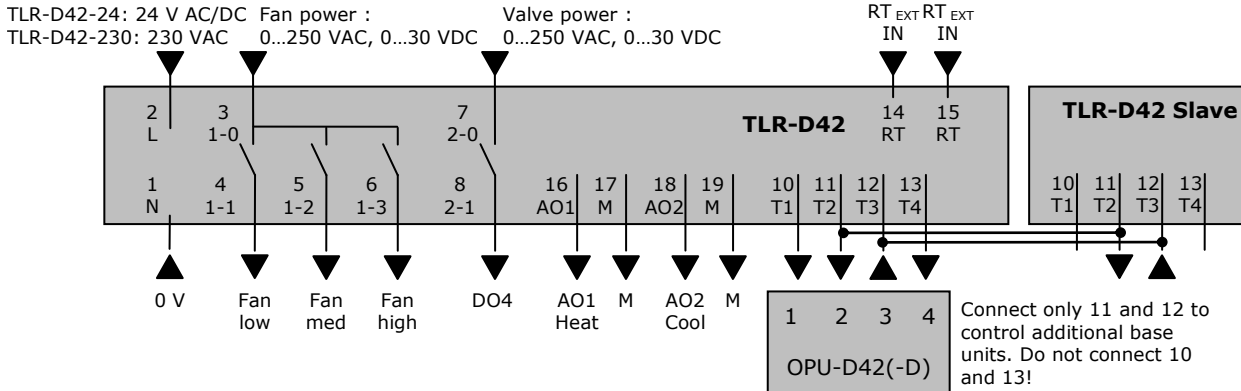 TLR-D42-24: 24 V AC/DC Fan power : Valve power : RT EXT RT EXT
TLR-D42-230: 230 VAC 0...250 VAC, 0...30 VDC 0...250 VAC, 0...30 VDC IN IN
2 3 7 TLR-D42 14 15 TLR-D42 Slave
L 1-0 2-0 RT RT
1 4 5 6 8 16 17 18 19 10 11 12 13 10 11 12 13
N 1-1 1-2 1-3 2-1 AO1 M AO2 M T1 T2 T3 T4 T1 T2 T3 T4
0 V Fan Fan Fan DO4 AO1 M AO2 M
low med high Heat Cool
1 2 3 4
OPU-D42(-D)
Connect only 11 and 12 to
control additional base
units. Do not connect 10
and 13!